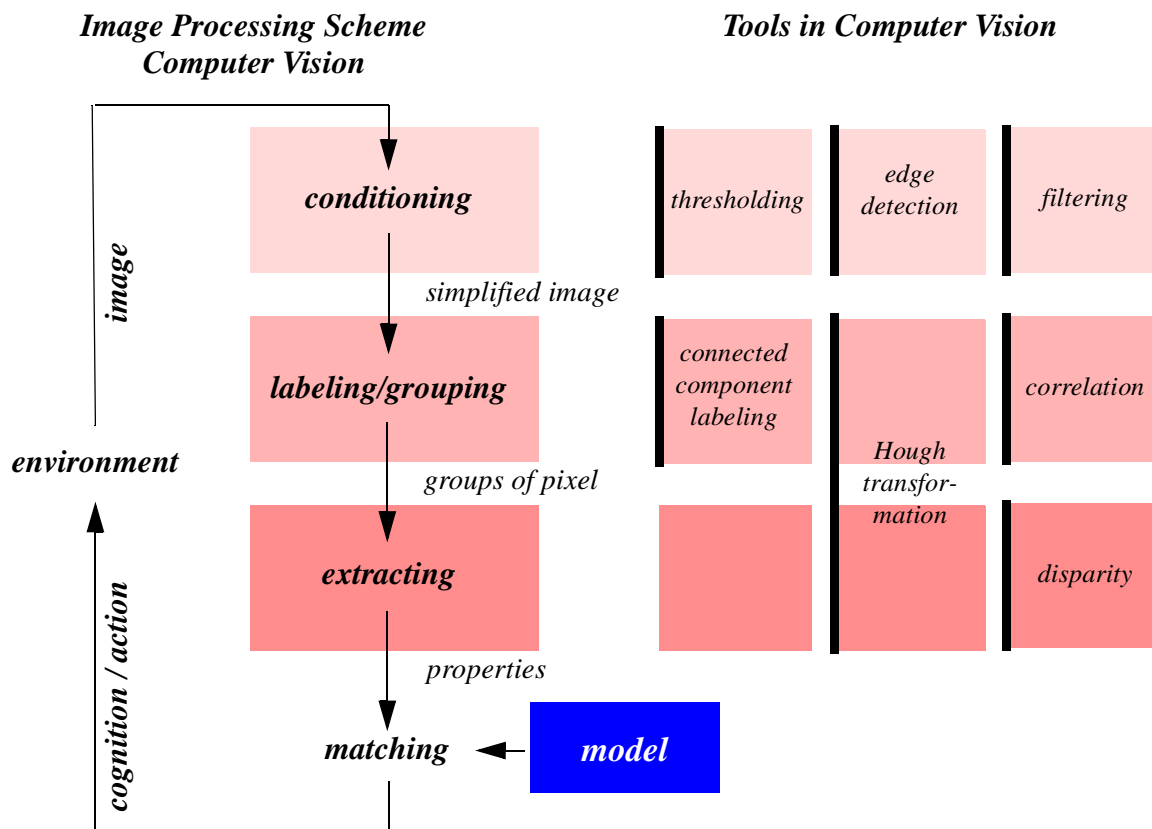 Image Processing Scheme
Computer Vision
Tools in Computer Vision
conditioning
thresholding
edge
detection
filtering
image
simplified image
labeling/grouping
connected
component
labeling
correlation
environment
groups of pixel
Hough
transfor-
mation
extracting
disparity
cognition / action
properties
matching
model